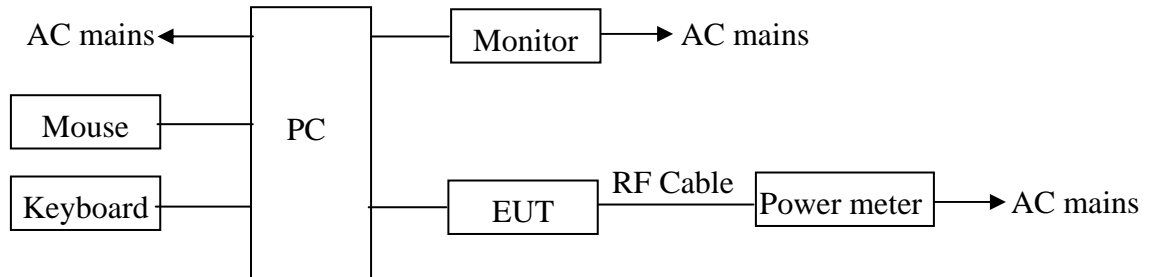 AC mains
Monitor
AC mains
Mouse
PC
Keyboard
EUT
RF Cable
Power meter
AC mains